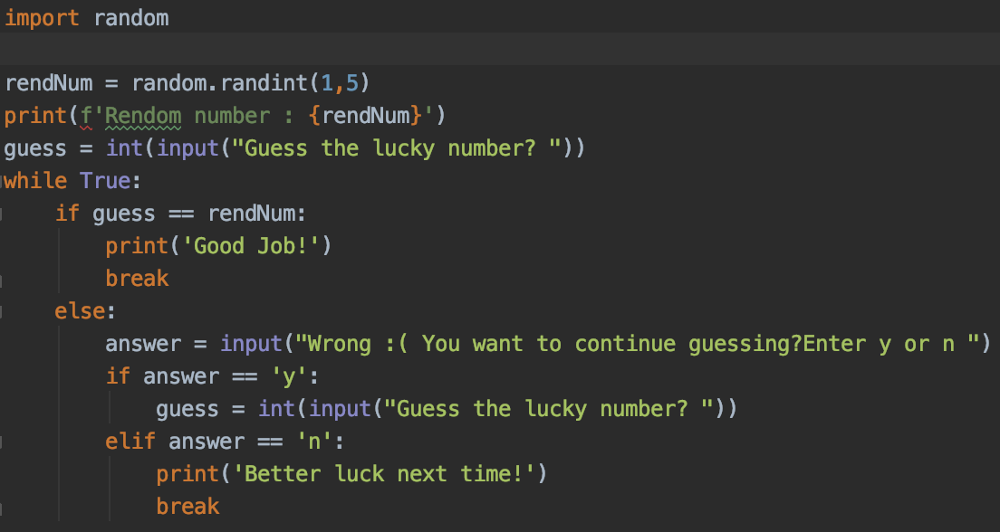 import random
rendNum = random.randint(1,5)
print(f'Rendom number : {rendNum}')
guess = int(input("Guess the lucky number? "))
while True:
    if guess == rendNum:
        print('Good Job!')
        break
    else:
        answer = input("Wrong :( You want to continue guessing?Enter y or n ")
        if answer == 'y':
            guess = int(input("Guess the lucky number? "))
        elif answer == 'n':
            print('Better luck next time!')
            break